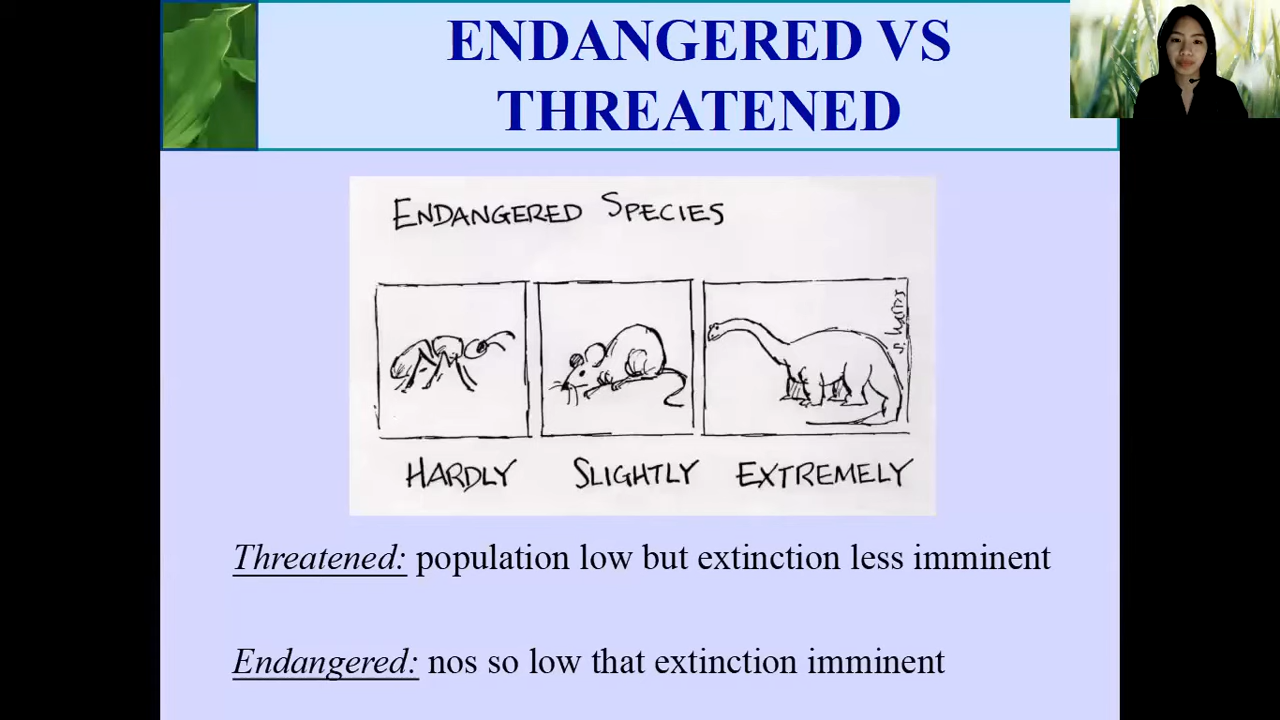 ENDANGERED VS
THREATENED
ENDANGERED SPECIES
HARDLY SLIGHTLY EXTREMELY
Threatened: population low but extinction less imminent
Endangered: nos so low that extinction imminent